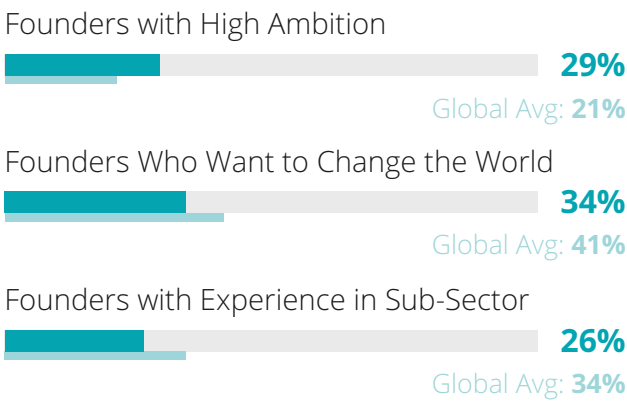 Founders with High Ambition
29%
Global Avg: 21%
Founders Who Want to Change the World
34%
Global Avg: 41%
Founders with Experience in Sub-Sector
26%
Global Avg: 34%